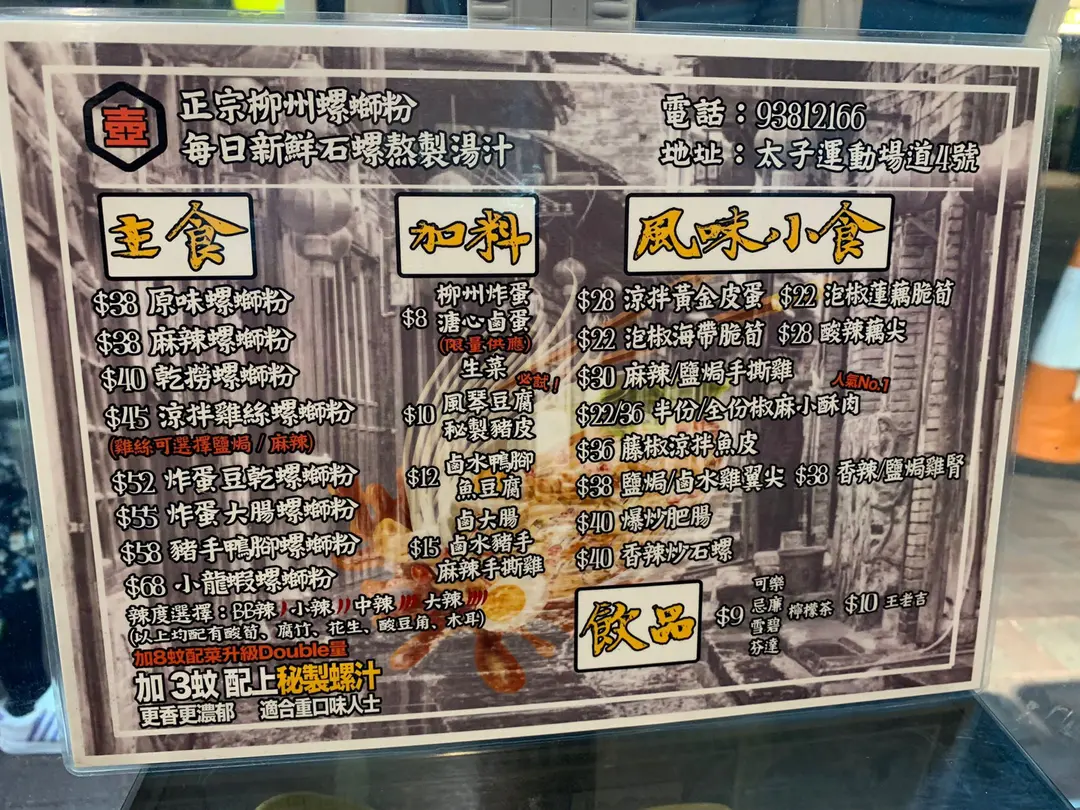 壺
正宗柳州螺螄粉
每日新鮮石螺熬製湯汁
電話：93812166
地址：太子運動場道4號
主食
$38 原味螺螄粉
$38 麻辣螺螄粉
$40 乾撈螺螄粉
$45 涼拌雞絲螺螄粉
(雞絲可選擇鹽焗/麻辣)
$52 炸蛋豆乾螺螄粉
$55 炸蛋大腸螺螄粉
$58 豬手鴨腳螺螄粉
$68 小龍蝦螺螄粉
辣度選擇：BB辣 小辣 中辣 大辣
(以上均配有酸筍、腐竹、花生、酸豆角、木耳)
加8蚊配菜升級Double量
加 3蚊 配上秘製螺汁
更香更濃郁 適合重口味人士
加料
柳州炸蛋
$8 溏心鹵蛋
(限量供應)
生菜
必試！
$10 風琴豆腐
秘製豬皮
$12 鹵水鴨腳
魚豆腐
鹵大腸
$15 鹵水豬手
麻辣手撕雞
風味小食
$28 涼拌黃金皮蛋 $22 泡椒蓮藕脆筍
$22 泡椒海帶脆筍 $28 酸辣藕尖
$30 麻辣/鹽焗手撕雞
人氣No.1
$22/36 半份/全份椒麻小酥肉
$36 藤椒涼拌魚皮
$38 鹽焗/鹵水雞翼尖 $38 香辣/鹽焗雞腎
$40 爆炒肥腸
$40 香辣炒石螺
飲品
$9 可樂 忌廉 雪碧 芬達 檸檬茶 $10 王老吉